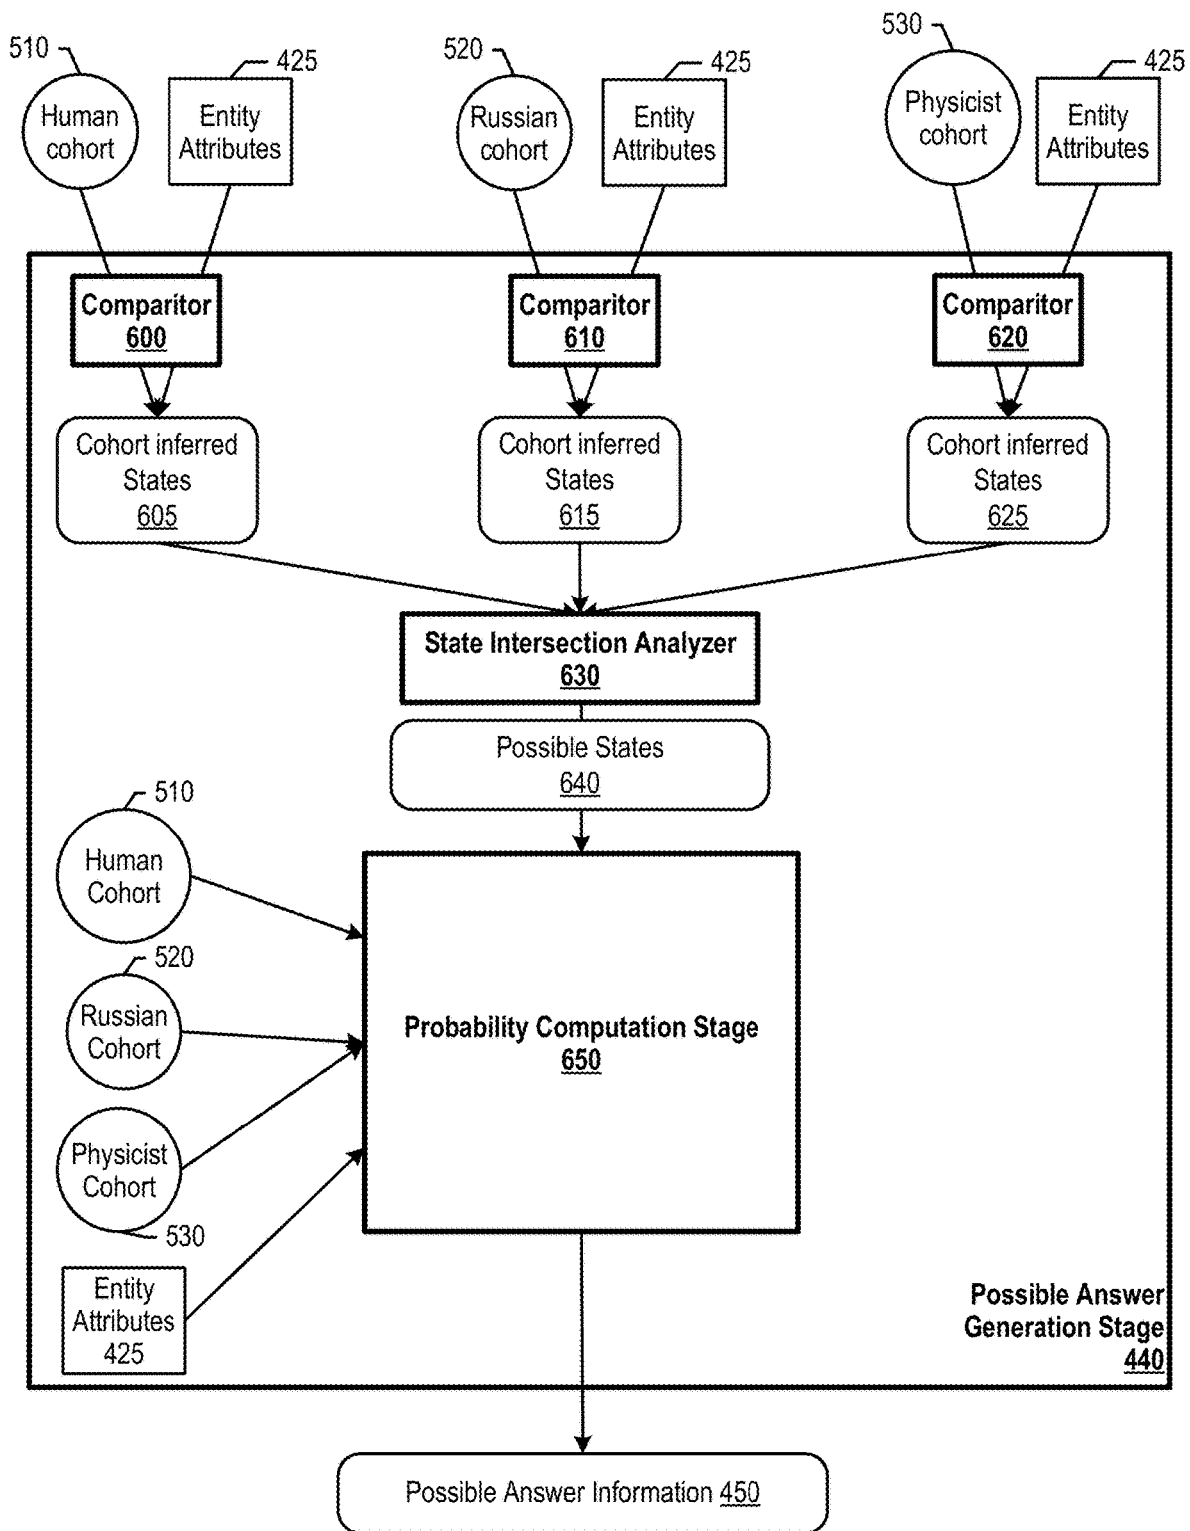 510
425
520
425
530
425
Human
cohort
Entity
Attributes
Russian
cohort
Entity
Attributes
Physicist
cohort
Entity
Attributes
Comparitor
600
Comparitor
610
Comparitor
620
Cohort inferred
States
605
Cohort inferred
States
615
Cohort inferred
States
625
State Intersection Analyzer
630
Possible States
640
510
Human
Cohort
520
Russian
Cohort
Probability Computation Stage
650
Physicist
Cohort
530
Entity
Attributes
425
Possible Answer
Generation Stage
440
Possible Answer Information 450